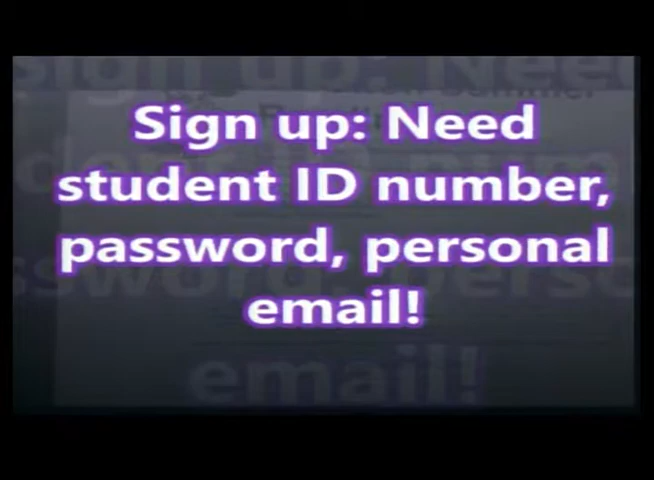 Sign up: Need
student ID number,
password, personal
email!